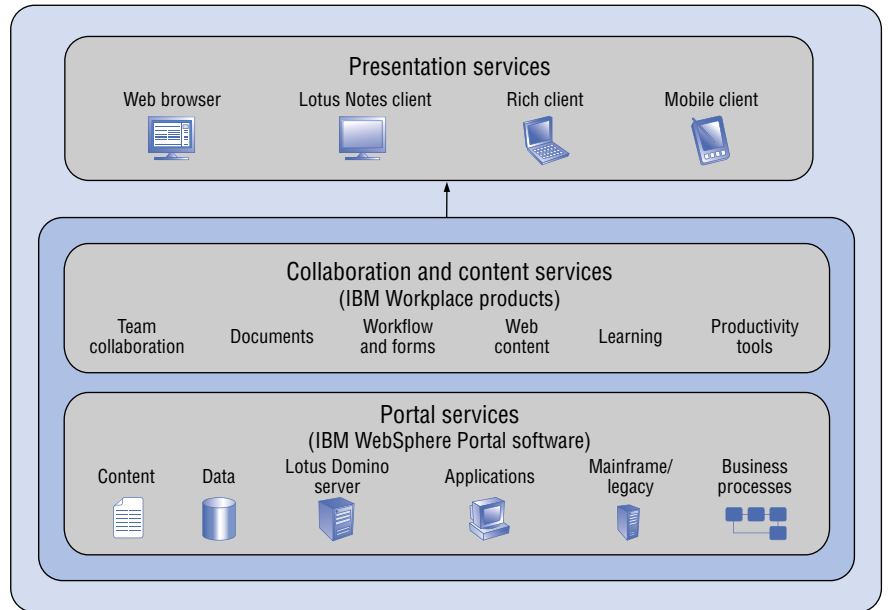 Presentation services
Web browser
Lotus Notes client
Rich client
Mobile client
Collaboration and content services
(IBM Workplace products)
Team
collaboration
Documents
Workflow
and forms
Web
content
Learning
Productivity
tools
Portal services
(IBM WebSphere Portal software)
Content
Data
Lotus Domino
server
Applications
Mainframe/
legacy
Business
processes